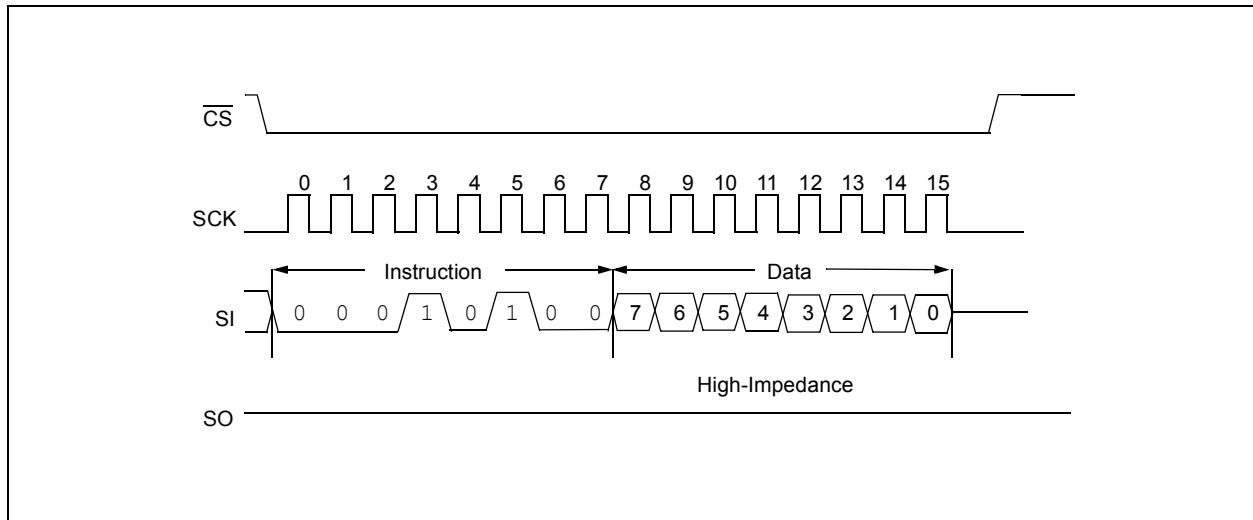 CS
0 1 2 3 4 5 6 7 8 9 10 11 12 13 14 15
SCK
Instruction Data
SI 0 0 0 1 0 1 0 0 7 6 5 4 3 2 1 0
High-Impedance
SO